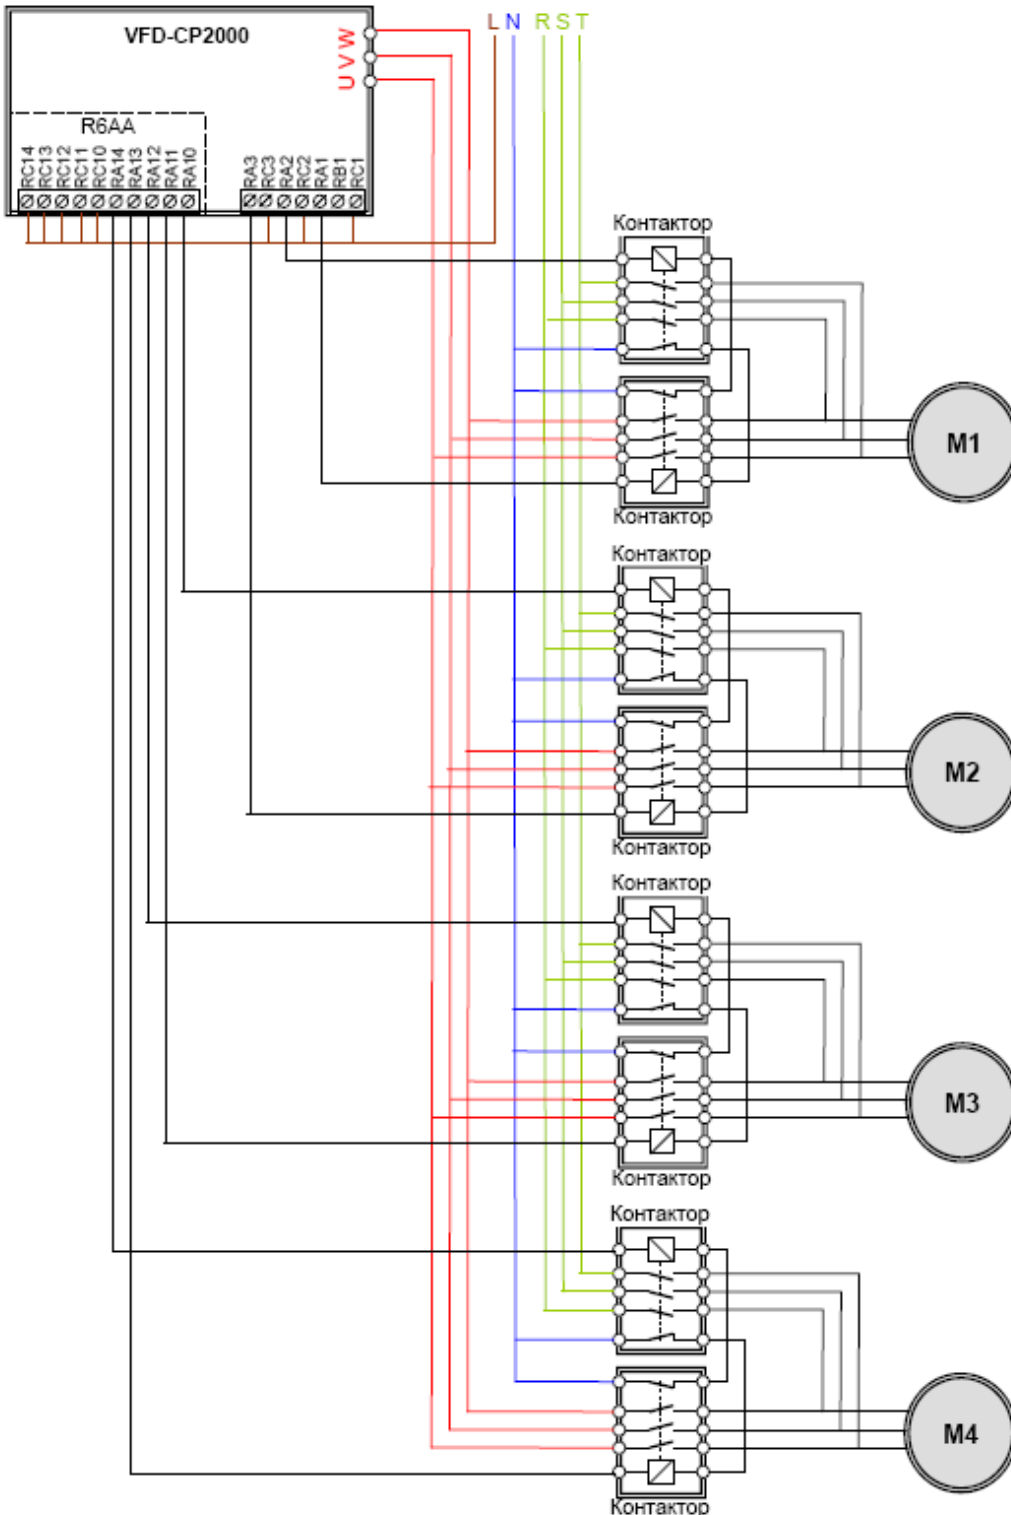 VFD-CP2000
L N R S T
W
V
U
R6AA
RC14 RC13 RC12 RC11 RC10 RA14 RA13 RA12 RA11 RA10
RA3 RC3 RA2 RC2 RA1 RB1 RC1
Контактор
M1
Контактор
Контактор
M2
Контактор
Контактор
M3
Контактор
Контактор
M4
Контактор